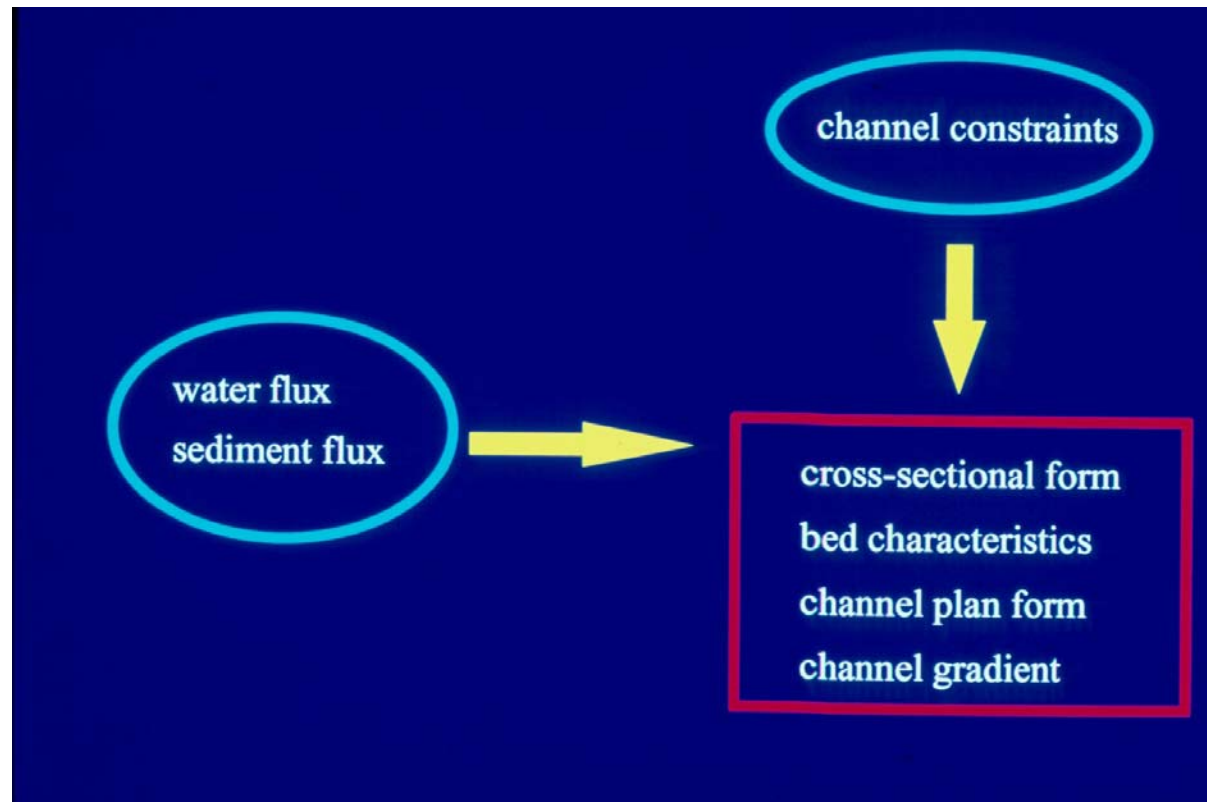 channel constraints
water flux
sediment flux
cross-sectional form
bed characteristics
channel plan form
channel gradient